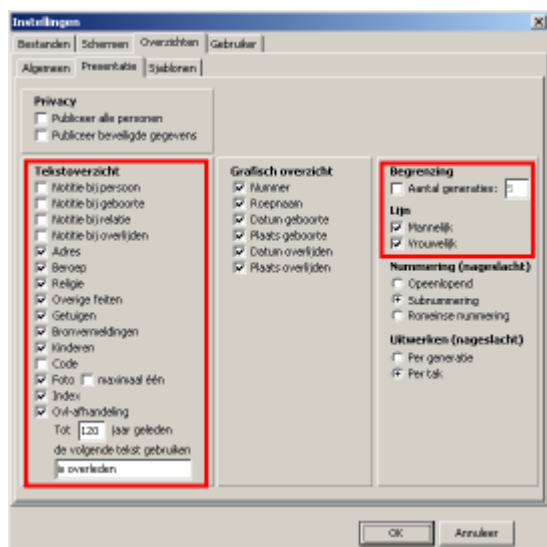 Instellingen
Bestanden Schermen Overzichten Gebruiker
Algemeen Presentatie Sjablonen
Privacy
Publiceer alle personen
Publiceer beveiligde gegevens
Tekstoverzicht
Notitie bij persoon
Notitie bij geboorte
Notitie bij relatie
Notitie bij overlijden
Adres
Beroep
Religie
Overige feiten
Getuigen
Bronvermeldingen
Kinderen
Code
Foto maximaal één
Index
Ovl-afhandeling
Tot 120 jaar geleden
de volgende tekst gebruiken
is overleden
Grafisch overzicht
Nummer
Roepnaam
Datum geboorte
Plaats geboorte
Datum overlijden
Plaats overlijden
Begrenzing
Aantal generaties: 5
Lijn
Mannelijk
Vrouwelijk
Nummering (nageslacht)
Opeenlopend
Subnummering
Romeinse nummering
Uitwerken (nageslacht)
Per generatie
Per tak
OK Annuleer